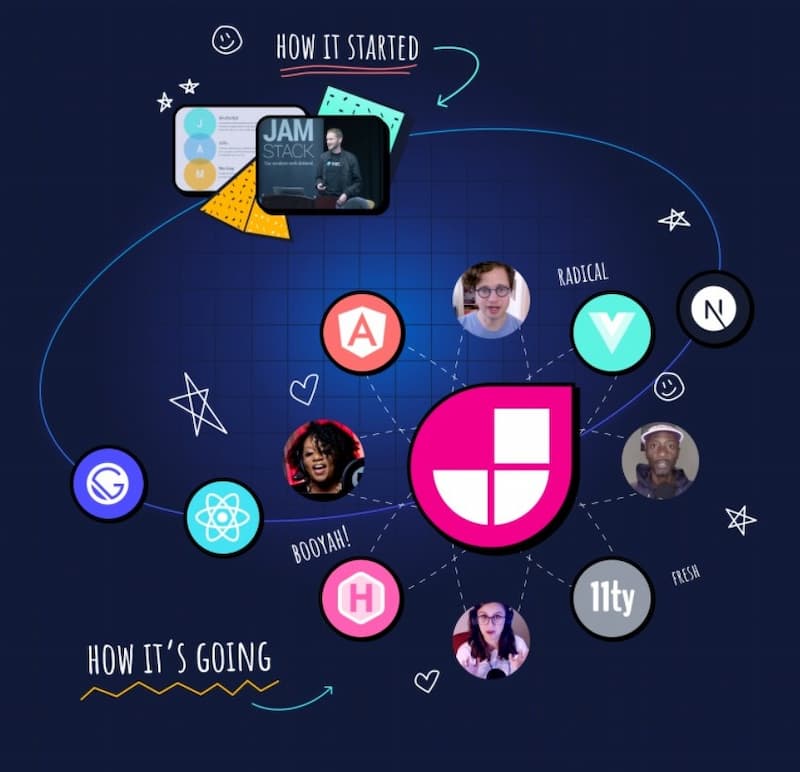 HOW IT STARTED
J
A
M
JAM
STACK
RADICAL
A
N
G
BOOYAH!
H
11ty
FRESH
HOW IT'S GOING